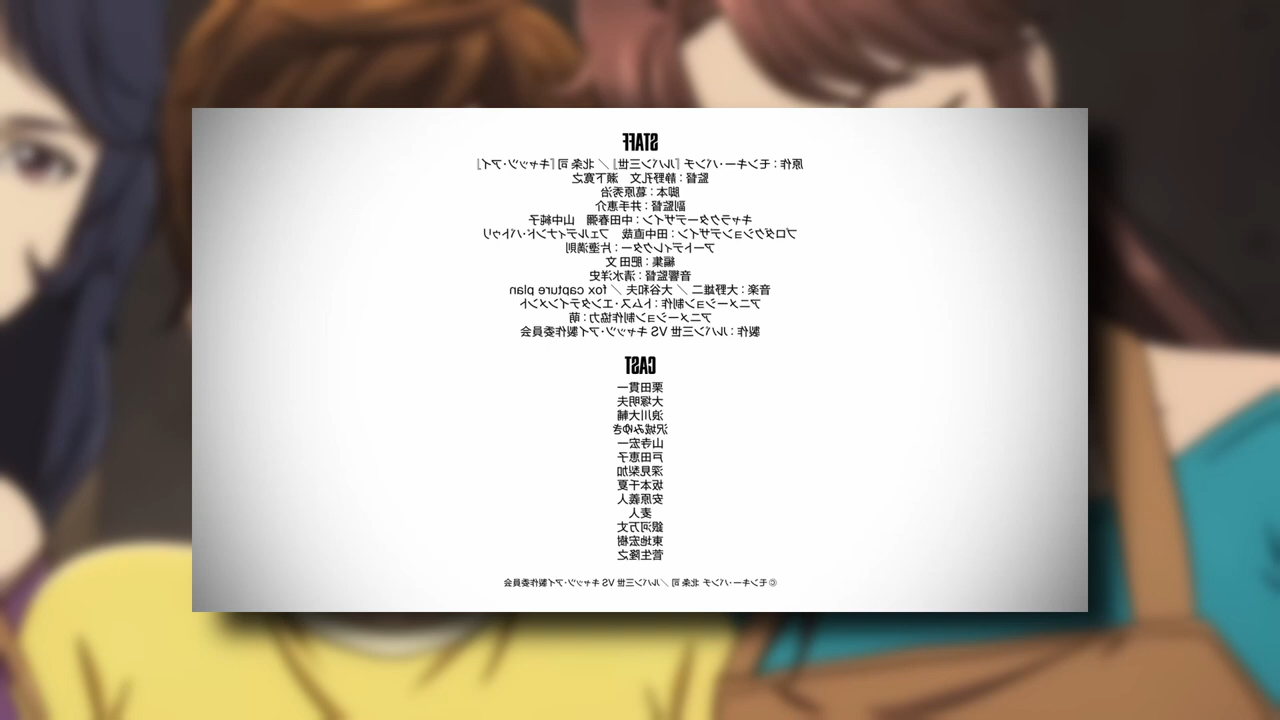 STAFF
原作：モンキー・パンチ『ルパン三世』／ 北条 司『キャッツ・アイ』
監督：静野孔文　瀬下寛之
脚本：葛原秀治
副監督：井手恵介
キャラクターデザイン：中田春彌　山中純子
プロダクションデザイン：田中直哉　フェルディナンド・パトゥリ
アートディレクター：片塰満則
編集：肥田 文
音響監督：清水洋史
音楽：大野雄二 ／ 大谷和夫 ／ fox capture plan
アニメーション制作：トムス・エンタテインメント
アニメーション制作協力：萌
製作：ルパン三世 VS キャッツ・アイ製作委員会
CAST
栗田貫一
大塚明夫
浪川大輔
沢城みゆき
山寺宏一
戸田恵子
深見梨加
坂本千夏
安原義人
麦人
銀河万丈
東地宏樹
菅生隆之
© モンキー・パンチ 北条 司 ／ルパン三世 VS キャッツ・アイ製作委員会